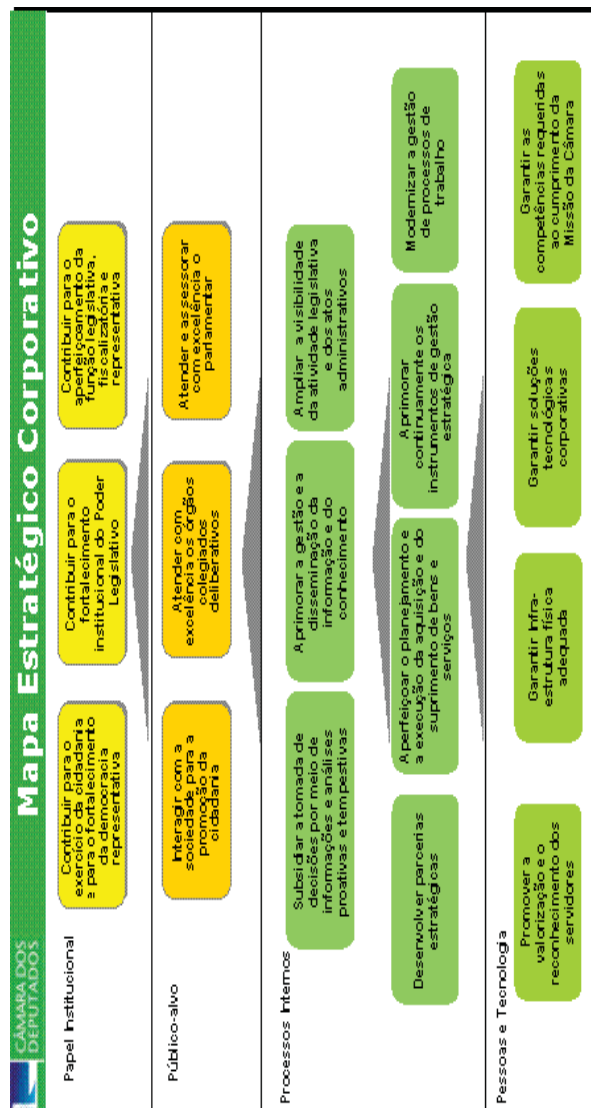 CÂMARA DOS
DEPUTADOS
Mapa Estratégico Corporativo
Papel Institucional
Contribuir para o
exercício da cidadania
e para o fortalecimento
da democracia
representativa
Contribuir para o
fortalecimento
institucional do Poder
Legislativo
Contribuir para o
aperfeiçoamento da
função legislativa,
fiscalizatória e
representativa
Público-alvo
Interagir com a
sociedade para a
promoção da
cidadania
Atender com
excelência os órgãos
colegiados
deliberativos
Atender e assessorar
com excelência o
parlamentar
Processos Internos
Subsidiar a tomada de
decisões por meio de
informações e análises
proativas e tempestivas
Aprimorar a gestão e a
disseminação da
informação e do
conhecimento
Ampliar a visibilidade
da atividade legislativa
e dos atos
administrativos
Desenvolver parcerias
estratégicas
Aperfeiçoar o planejamento e
a execução da aquisição e do
suprimento de bens e
serviços
Aprimorar
continuamente os
instrumentos de gestão
estratégica
Modernizar a gestão
de processos de
trabalho
Pessoas e Tecnologia
Promover a
valorização e o
reconhecimento dos
servidores
Garantir Infra-
estrutura física
adequada
Garantir soluções
tecnológicas
corporativas
Garantir as
competências requeridas
ao cumprimento da
Missão da Câmara